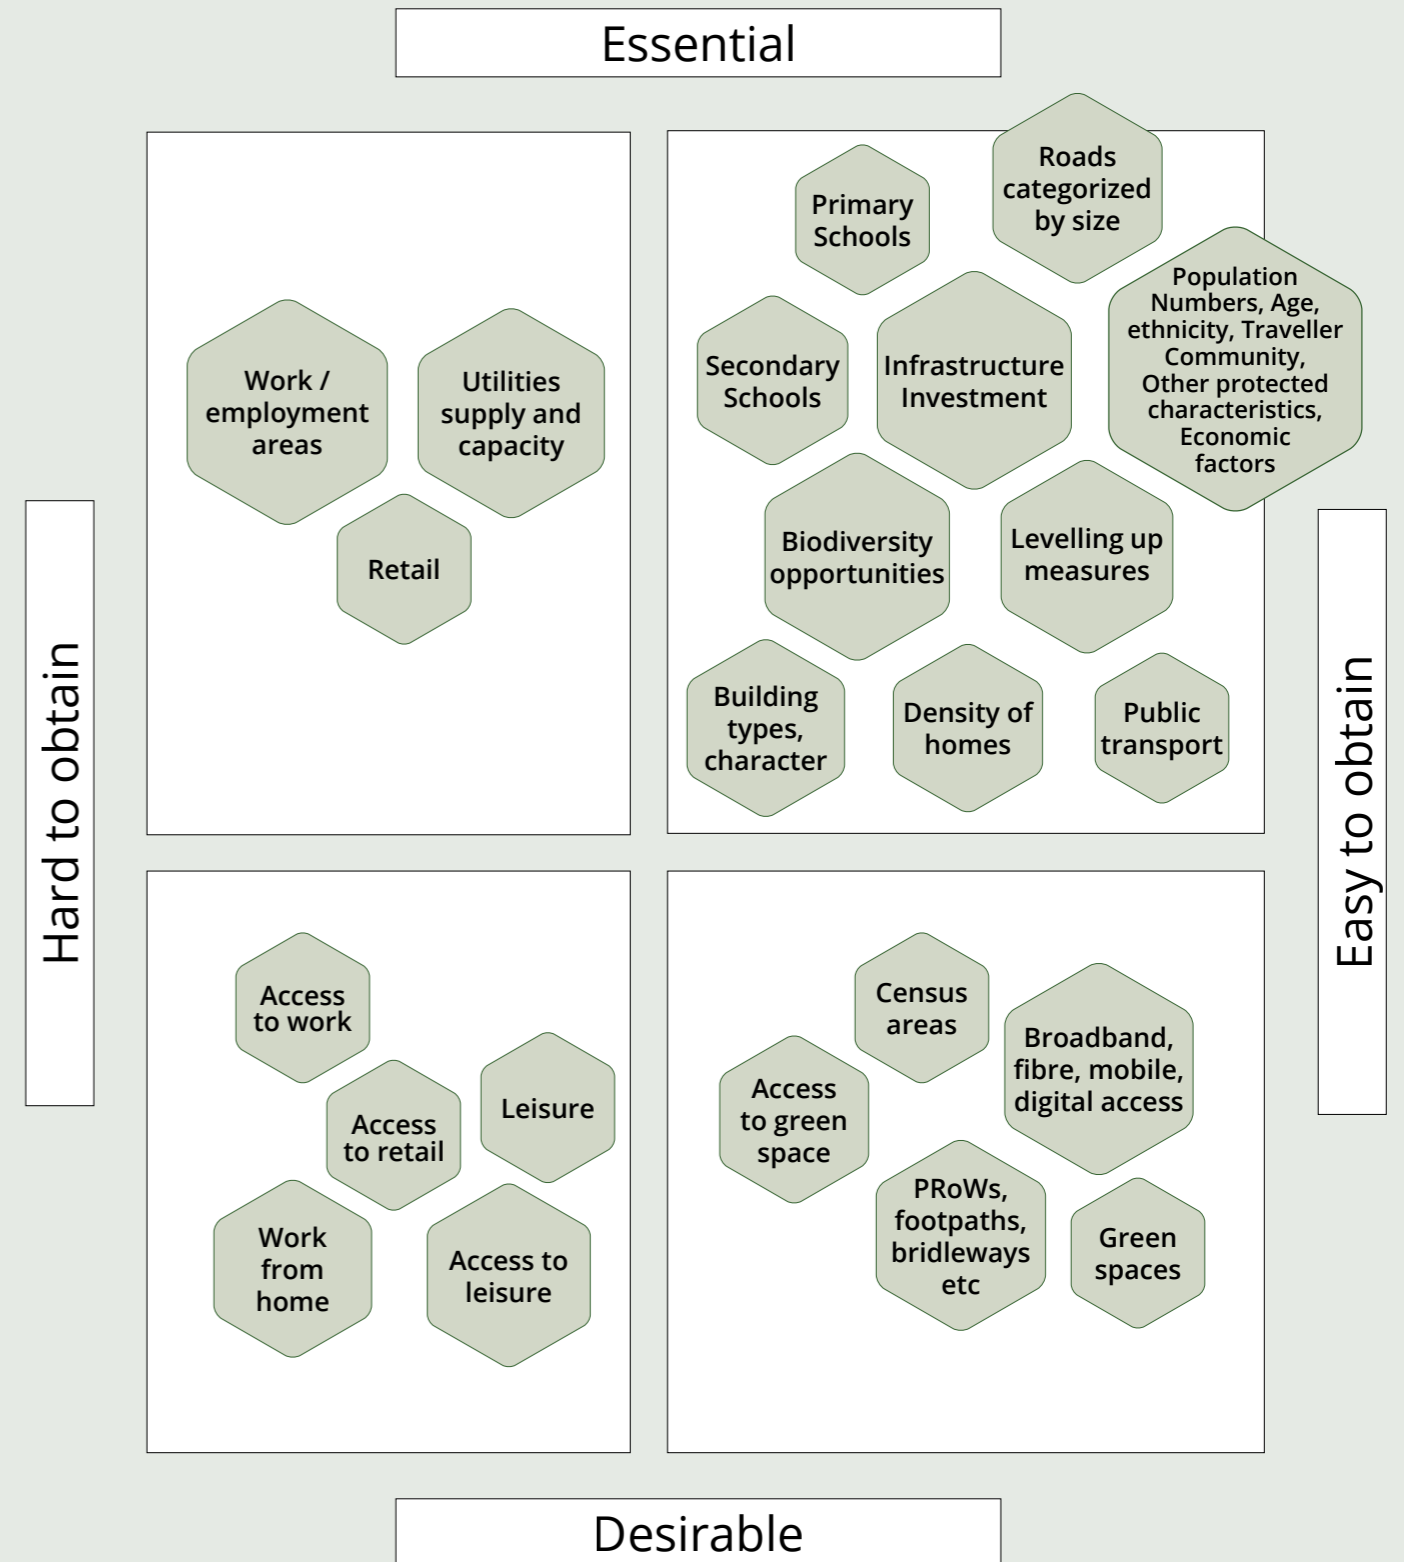 Essential
Work /
employment
areas
Utilities
supply and
capacity
Retail
Primary
Schools
Roads
categorized
by size
Secondary
Schools
Infrastructure
Investment
Population
Numbers, Age,
ethnicity, Traveller
Community,
Other protected
characteristics,
Economic
factors
Biodiversity
opportunities
Levelling up
measures
Building
types,
character
Density of
homes
Public
transport
Hard to obtain
Easy to obtain
Access
to work
Access
to retail
Leisure
Work
from
home
Access to
leisure
Census
areas
Broadband,
fibre, mobile,
digital access
Access
to green
space
PRoWs,
footpaths,
bridleways
etc
Green
spaces
Desirable